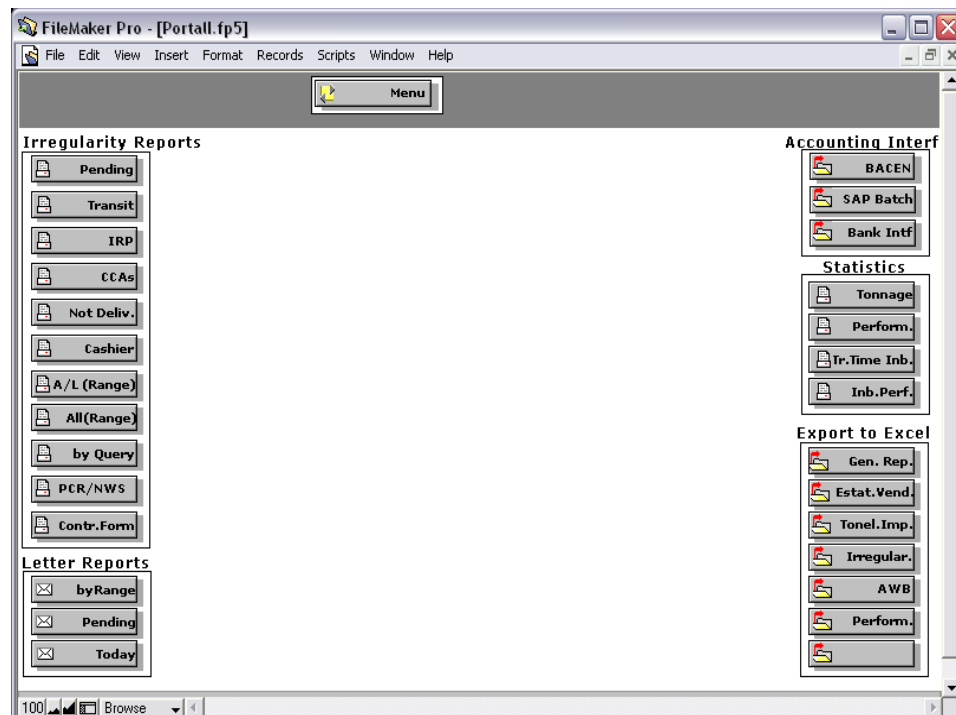 FileMaker Pro - [Portall.fp5]
File Edit View Insert Format Records Scripts Window Help
Menu
Irregularity Reports
Pending
Transit
IRP
CCAs
Not Deliv.
Cashier
A/L (Range)
All(Range)
by Query
PCR/NWS
Contr.Form
Letter Reports
byRange
Pending
Today
Accounting Interf
BACEN
SAP Batch
Bank Intf
Statistics
Tonnage
Perform.
Tr.Time Inb.
Inb.Perf.
Export to Excel
Gen. Rep.
Estat.Vend.
Tonel.Imp.
Irregular.
AWB
Perform.
100 Browse